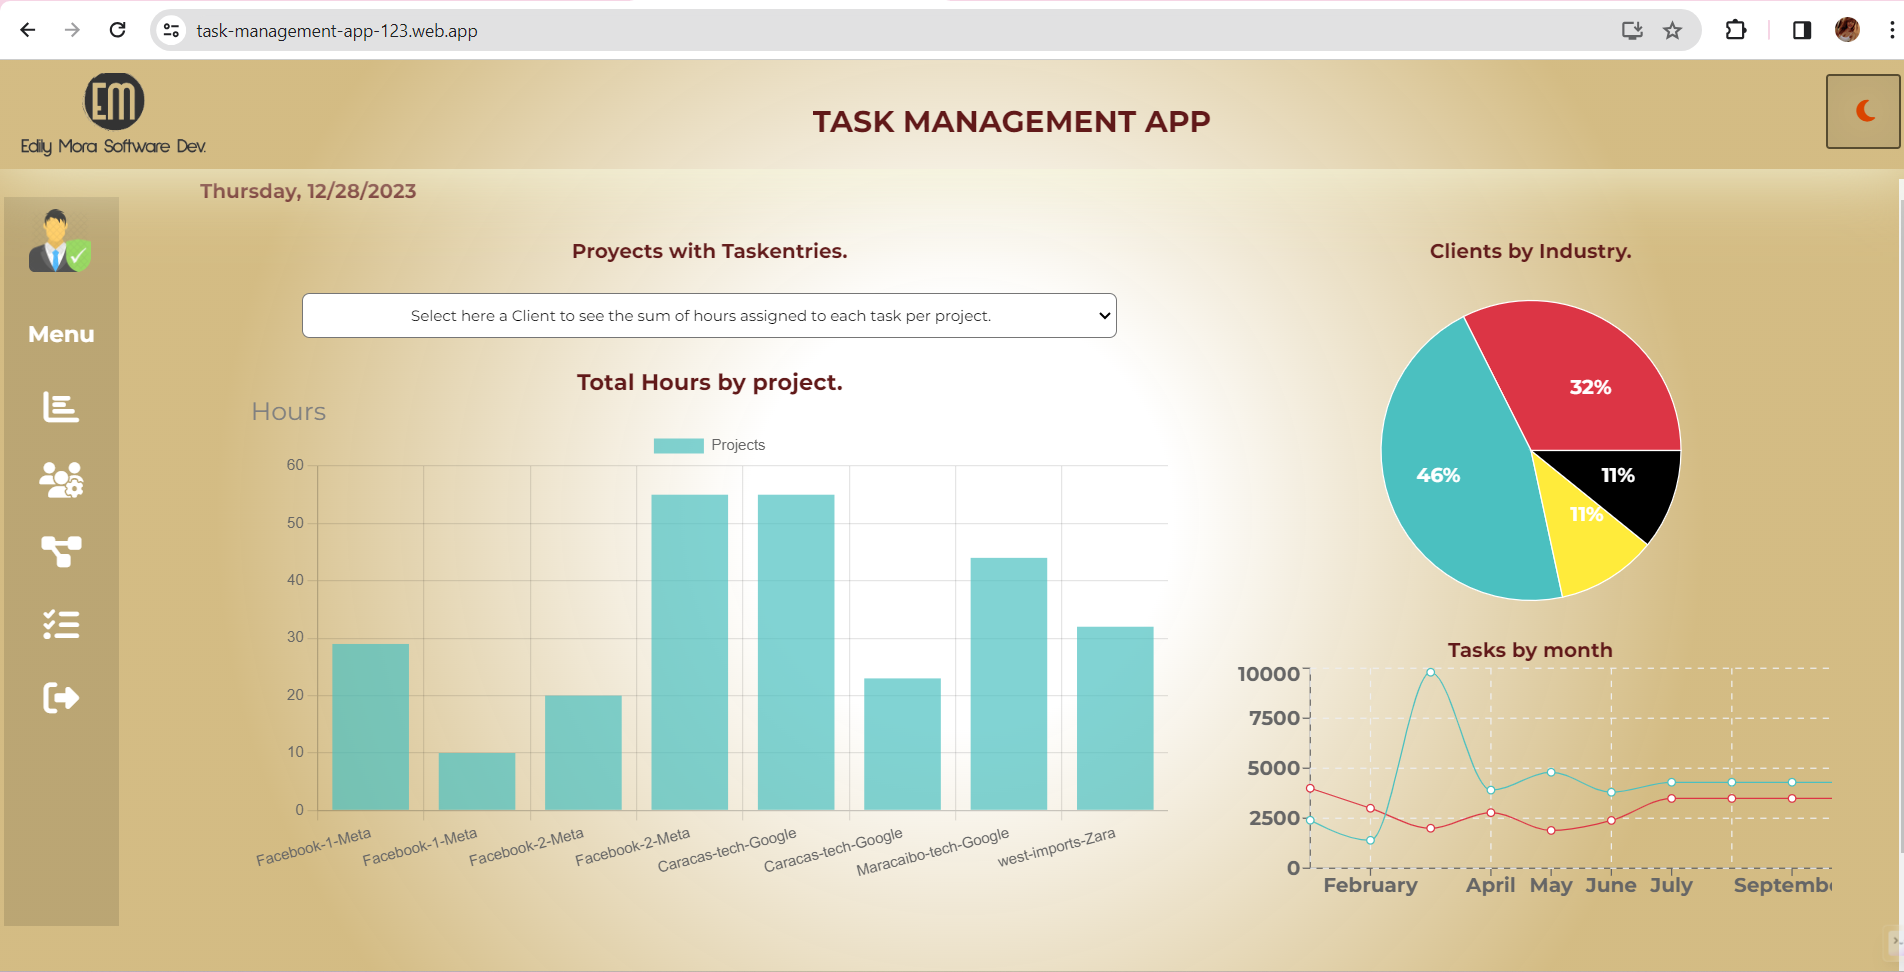 task-management-app-123.web.app
EM
Edily Mora Software Dev.
TASK MANAGEMENT APP
Thursday, 12/28/2023
Menu
Proyects with Taskentries.
Select here a Client to see the sum of hours assigned to each task per project.
Total Hours by project.
Hours
Projects
60
50
40
30
20
10
0
Facebook-1-Meta
Facebook-1-Meta
Facebook-2-Meta
Facebook-2-Meta
Caracas-tech-Google
Caracas-tech-Google
Maracaibo-tech-Google
west-imports-Zara
Clients by Industry.
32%
46%
11%
11%
Tasks by month
10000
7500
5000
2500
0
February April May June July Septembe